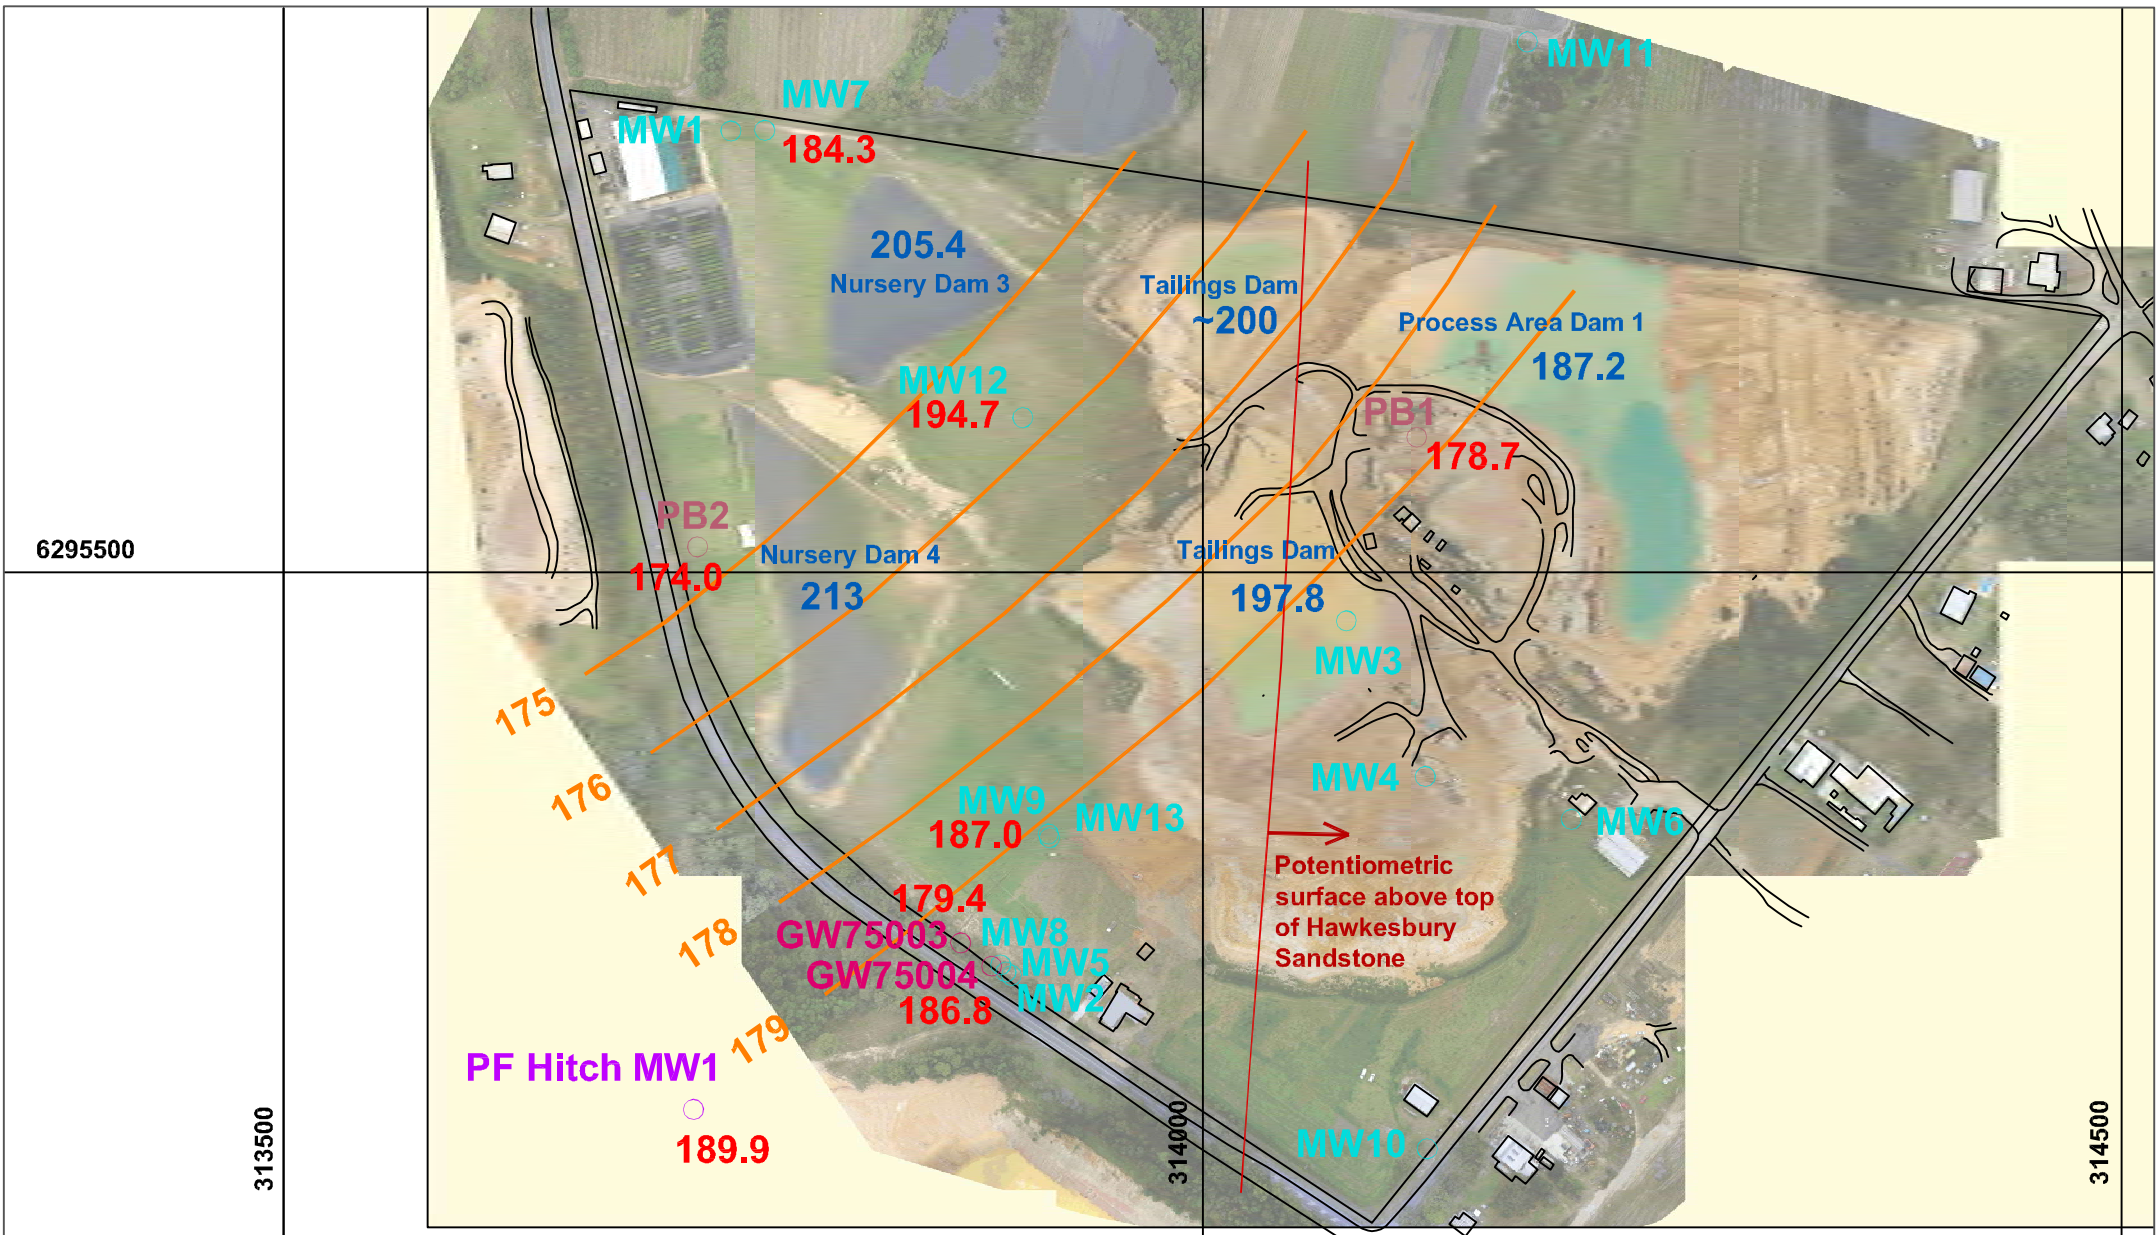 MW11
MW7
MW1
184.3
205.4
Nursery Dam 3
Tailings Dam
~200
Process Area Dam 1
187.2
MW12
194.7
PB1
178.7
PB2
174.0
6295500
Nursery Dam 4
213
Tailings Dam
197.8
MW3
175
176
177
178
179
MW4
MW6
MW9
187.0
MW13
179.4
GW75003
MW8
MW5
GW75004
MW2
186.8
Potentiometric
surface above top
of Hawkesbury
Sandstone
PF Hitch MW1
189.9
MW10
313500
314000
314500